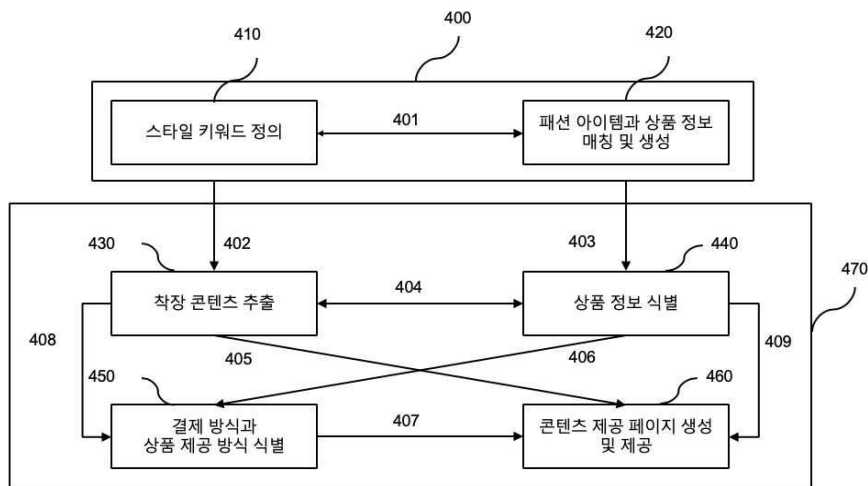 400
410
420
스타일 키워드 정의
401
패션 아이템과 상품 정보
매칭 및 생성
430
402
403
440
470
착장 콘텐츠 추출
404
상품 정보 식별
408
405
406
409
450
460
결제 방식과
상품 제공 방식 식별
407
콘텐츠 제공 페이지 생성
및 제공